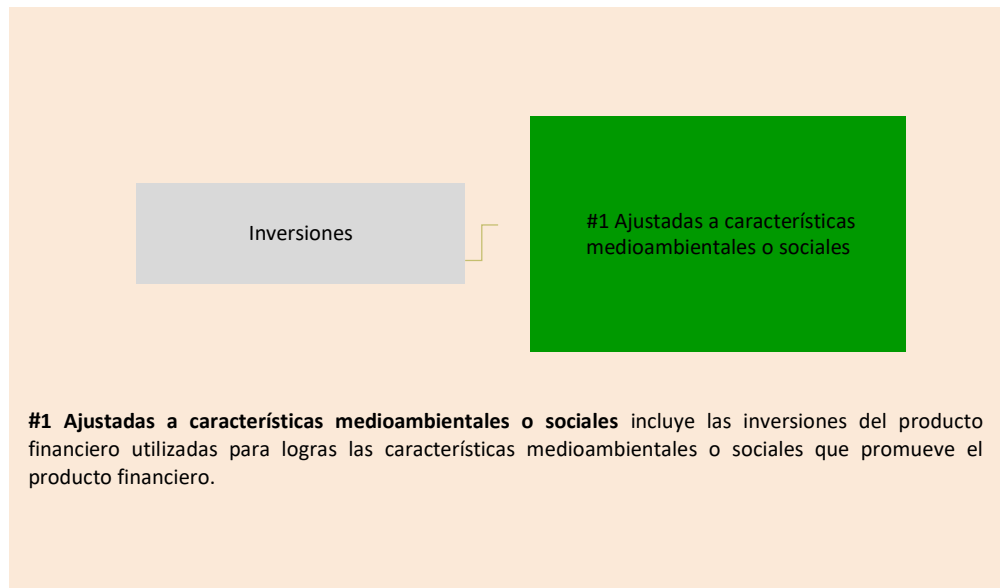 Inversiones
#1 Ajustadas a características
medioambientales o sociales
#1 Ajustadas a características medioambientales o sociales incluye las inversiones del producto
financiero utilizadas para logras las características medioambientales o sociales que promueve el
producto financiero.